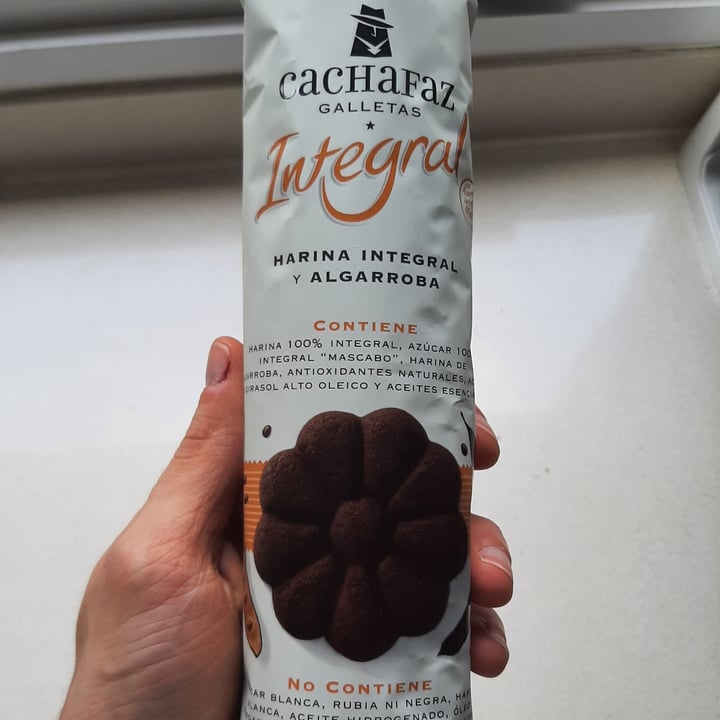 CACHAFAZ
GALLETAS
Integral
HARINA INTEGRAL
Y ALGARROBA
CONTIENE
HARINA 100% INTEGRAL, AZÚCAR
INTEGRAL "MASCABO", HARINA DE
ANTIOXIDANTES NATURALES,
GIRASOL ALTO OLEICO Y ACEITES
NO CONTIENE
BLANCA, RUBIA NI NEGRA,
BLANCA, ACEITE HIDROGENADO,